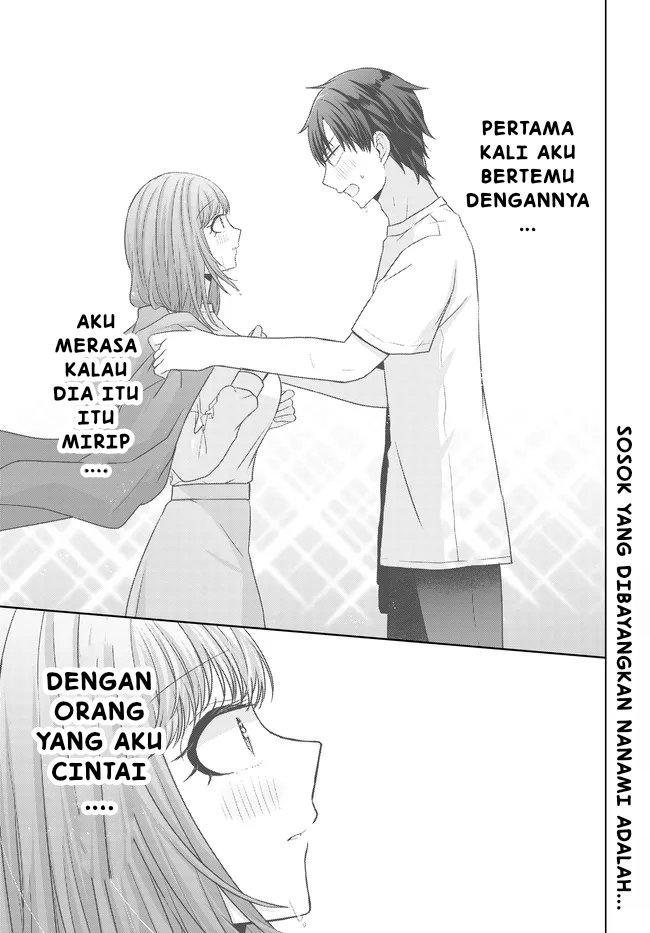 PERTAMA
KALI AKU
BERTEMU
DENGANNYA
...
AKU
MERASA
KALAU
DIA ITU
ITU
MIRIP
....
DENGAN
ORANG
YANG AKU
CINTAI
....
SOSOK YANG DIBAYANGKAN NANAMI ADALAH...